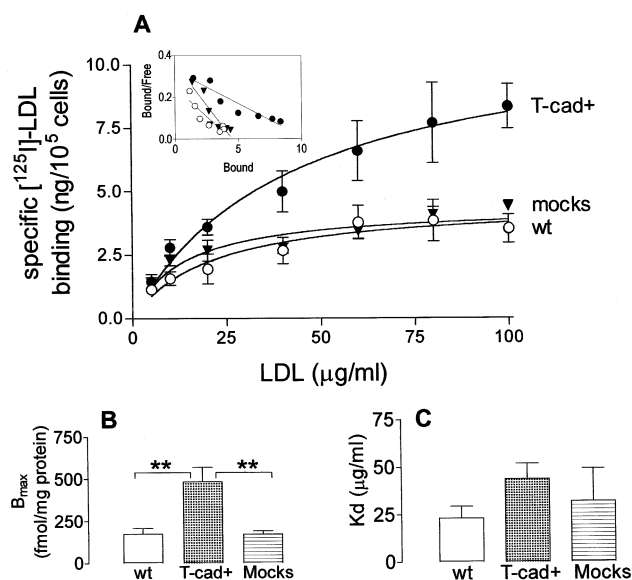 A
specific [¹²⁵I]-LDL
binding (ng/10⁵ cells)
10.0
7.5
5.0
2.5
0.0
0
25
50
75
100
LDL (μg/ml)
Bound/Free
0.4
0.2
0.0
0
5
10
Bound
T-cad+
mocks
wt
B
Bmax
(fmol/mg protein)
750
500
250
0
**
**
wt
T-cad+
Mocks
C
Kd (μg/ml)
75
50
25
0
wt
T-cad+
Mocks